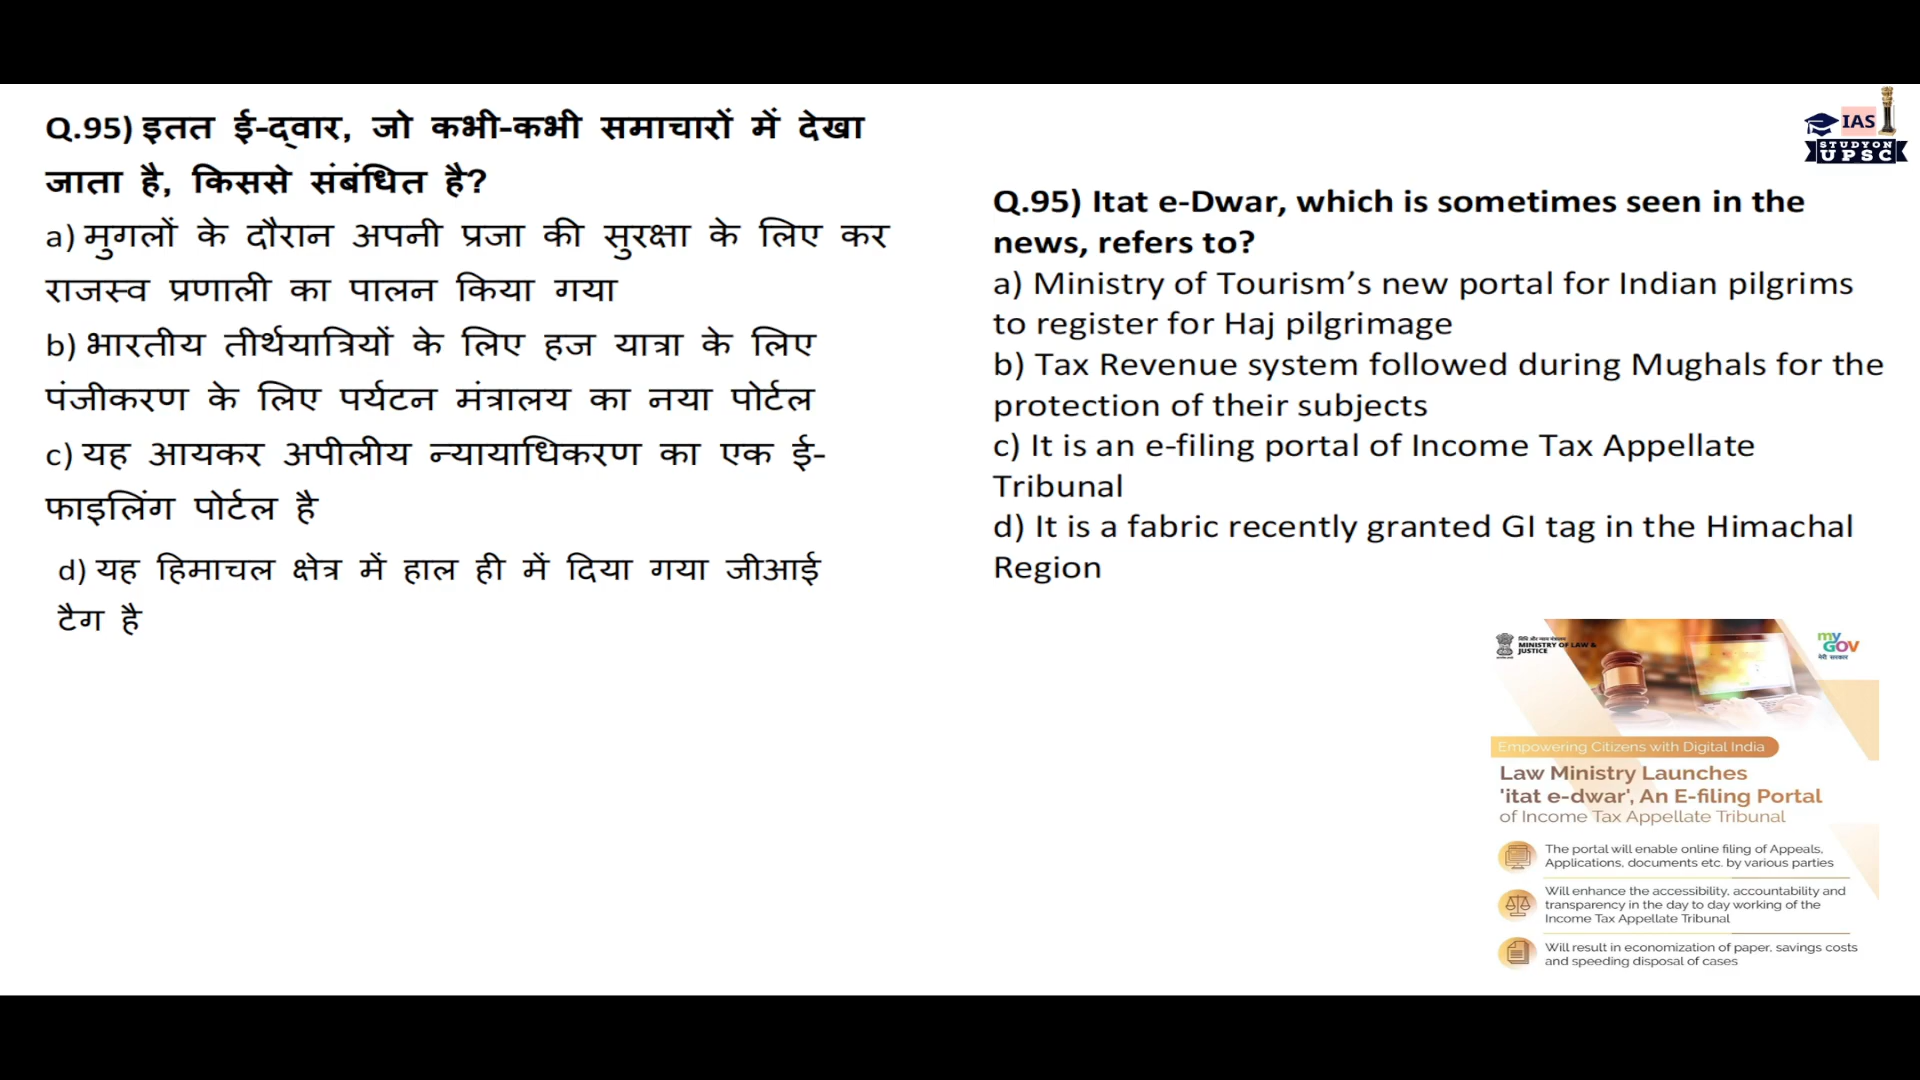 Q.95) इतत ई-द्वार, जो कभी-कभी समाचारों में देखा
जाता है, किससे संबंधित है?
a) मुगलों के दौरान अपनी प्रजा की सुरक्षा के लिए कर
राजस्व प्रणाली का पालन किया गया
b) भारतीय तीर्थयात्रियों के लिए हज यात्रा के लिए
पंजीकरण के लिए पर्यटन मंत्रालय का नया पोर्टल
c) यह आयकर अपीलीय न्यायाधिकरण का एक ई-
फाइलिंग पोर्टल है
d) यह हिमाचल क्षेत्र में हाल ही में दिया गया जीआई
टैग है
IAS
STUDYON
UPSC
Q.95) Itat e-Dwar, which is sometimes seen in the
news, refers to?
a) Ministry of Tourism’s new portal for Indian pilgrims
to register for Haj pilgrimage
b) Tax Revenue system followed during Mughals for the
protection of their subjects
c) It is an e-filing portal of Income Tax Appellate
Tribunal
d) It is a fabric recently granted GI tag in the Himachal
Region
विधि और न्याय मंत्रालय
MINISTRY OF LAW &
JUSTICE
my
GOV
मेरी सरकार
Empowering Citizens with Digital India
Law Ministry Launches
'itat e-dwar', An E-filing Portal
of Income Tax Appellate Tribunal
The portal will enable online filing of Appeals,
Applications, documents etc. by various parties
Will enhance the accessibility, accountability and
transparency in the day to day working of the
Income Tax Appellate Tribunal
Will result in economization of paper, savings costs
and speeding disposal of cases